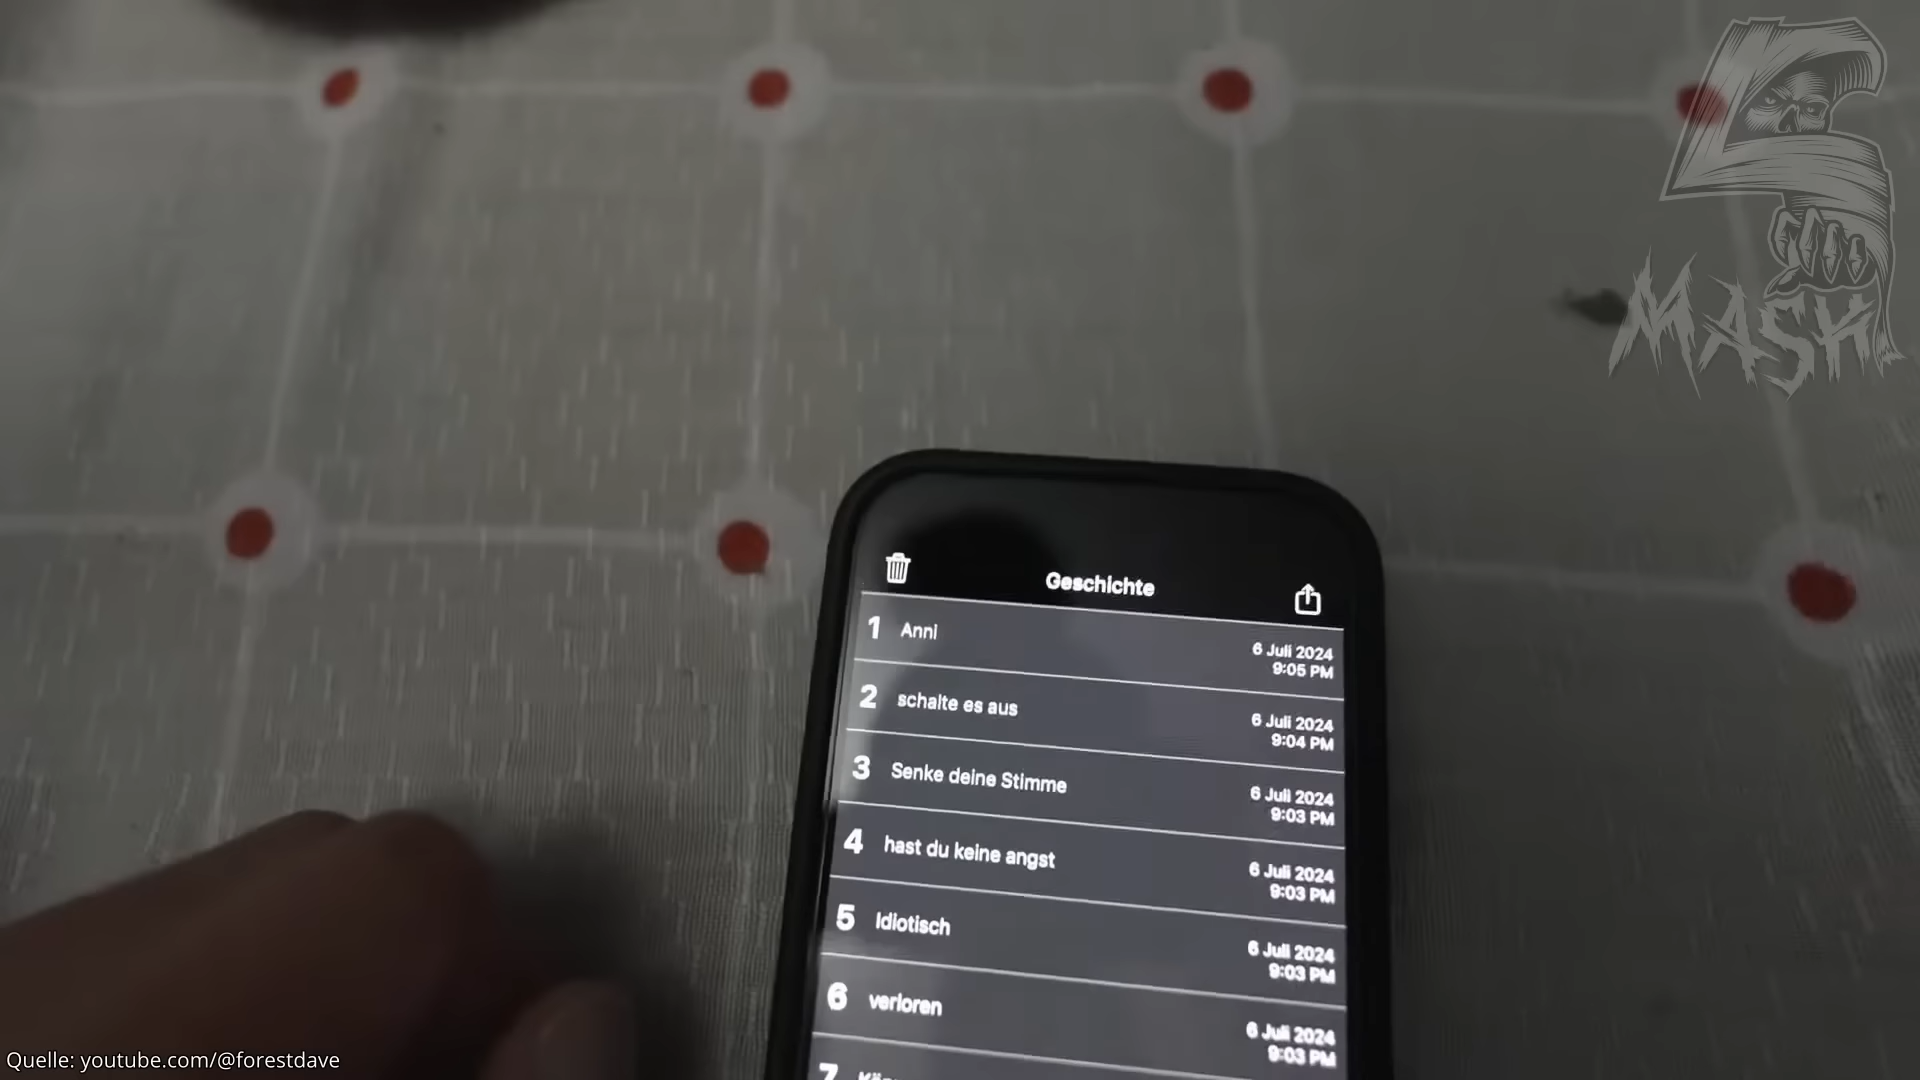 MASH
Geschichte
1 Anni 6 Juli 2024
9:05 PM
2 schalte es aus 6 Juli 2024
9:04 PM
3 Senke deine Stimme 6 Juli 2024
9:03 PM
4 hast du keine angst 6 Juli 2024
9:03 PM
5 Idiotisch 6 Juli 2024
9:03 PM
6 verloren 6 Juli 2024
9:03 PM
7
Quelle: youtube.com/@forestdave